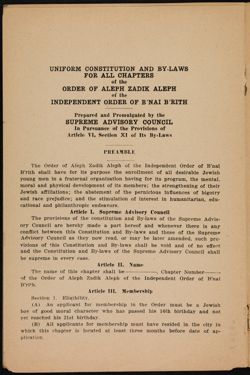 UNIFORM CONSTITUTION AND BY-LAWS
FOR ALL CHAPTERS
of the
ORDER OF ALEPH ZADIK ALEPH
of the
INDEPENDENT ORDER OF B'NAI B'RITH
Prepared and Promulgated by the
SUPREME ADVISORY COUNCIL
In Pursuance of the Provisions of
Article VI, Section XI of Its By-Laws
PREAMBLE
The Order of Aleph Zadik Aleph of the Independent Order of B'nai
B'rith shall have for its purpose the enrollment of all desirable Jewish
young men in a fraternal organization having for its program, the mental,
moral and physical development of its members; the strengthening of their
Jewish affiliations; the abatement of the pernicious influences of bigotry
and race prejudice; and the stimulation of interest in humanitarian, edu-
cational and philanthropic endeavors.
Article I. Supreme Advisory Council
The provisions of the constitution and By-laws of the Supreme Advis-
ory Council are hereby made a part hereof and whenever there is any
conflict between this Constitution and By-laws and those of the Supreme
Advisory Council as they now read, or may be later amended, such pro-
visions of this Constitution and By-laws shall be void and of no effect
and the Constitution and By-laws of the Supreme Advisory Council shall
be supreme in every case.
Article II. Name
The name of this chapter shall be ————, Chapter Number——
of the Order of Aleph Zadik Aleph of the Independent Order of B'nai
B'rith.
Article III. Membership
Section 1. Eligibility.
(A) An applicant for membership in the Order must be a Jewish
boy of good moral character who has passed his 16th birthday and not
yet reached his 21st birthday.
(B) All applicants for membership must have resided in the city in
which this chapter is located at least three months before date of ap-
plication.